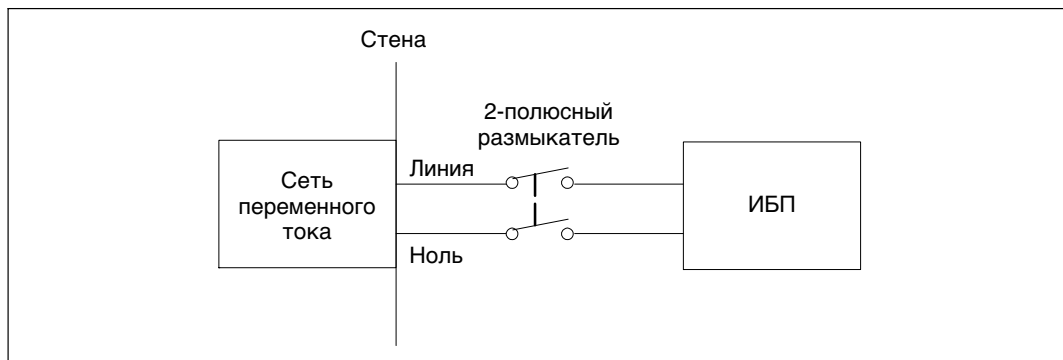 Стена
2-полюсный
размыкатель
Линия
Сеть
переменного
тока
ИБП
Ноль